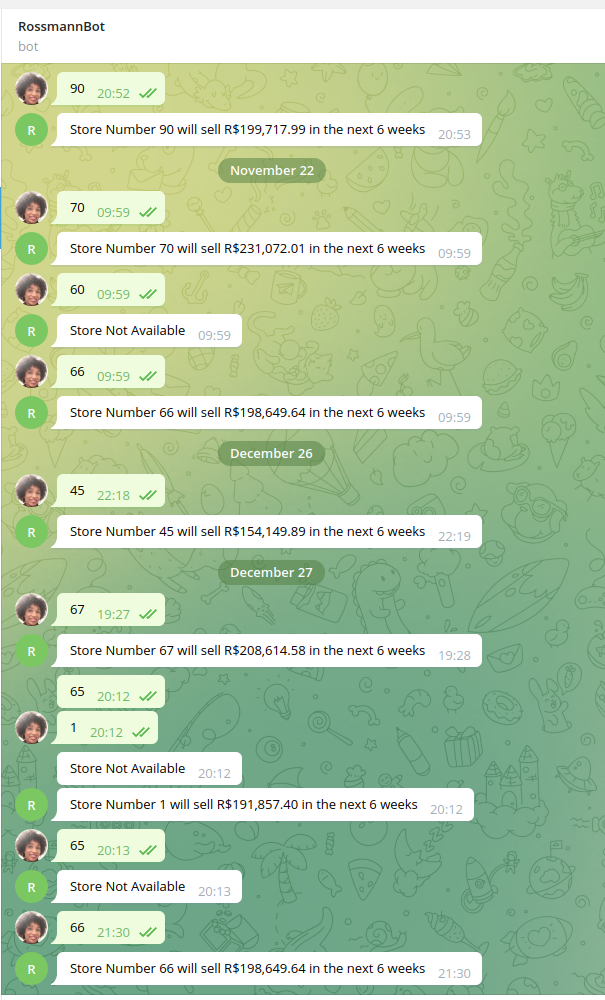 RossmannBot
bot
90 20:52
Store Number 90 will sell R$199,717.99 in the next 6 weeks 20:53
November 22
70 09:59
R Store Number 70 will sell R$231,072.01 in the next 6 weeks 09:59
60 09:59
R Store Not Available 09:59
66 09:59
R Store Number 66 will sell R$198,649.64 in the next 6 weeks 09:59
December 26
45 22:18
R Store Number 45 will sell R$154,149.89 in the next 6 weeks 22:19
December 27
67 19:27
R Store Number 67 will sell R$208,614.58 in the next 6 weeks 19:28
65 20:12
1 20:12
Store Not Available 20:12
R Store Number 1 will sell R$191,857.40 in the next 6 weeks 20:12
65 20:13
R Store Not Available 20:13
66 21:30
R Store Number 66 will sell R$198,649.64 in the next 6 weeks 21:30